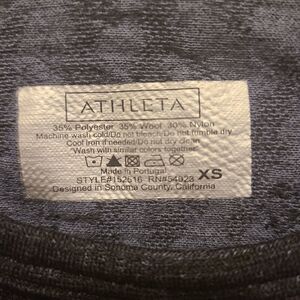 ATHLETA
35% Polyester 35% Wool 30% Nylon
Machine wash cold/Do not bleach/Do not tumble dry
Cool iron if needed/Do not dry clean
"Wash with similar colors together"
Made in Portugal
XS
STYLE#152516 RN#54023
Designed in Sonoma County, California